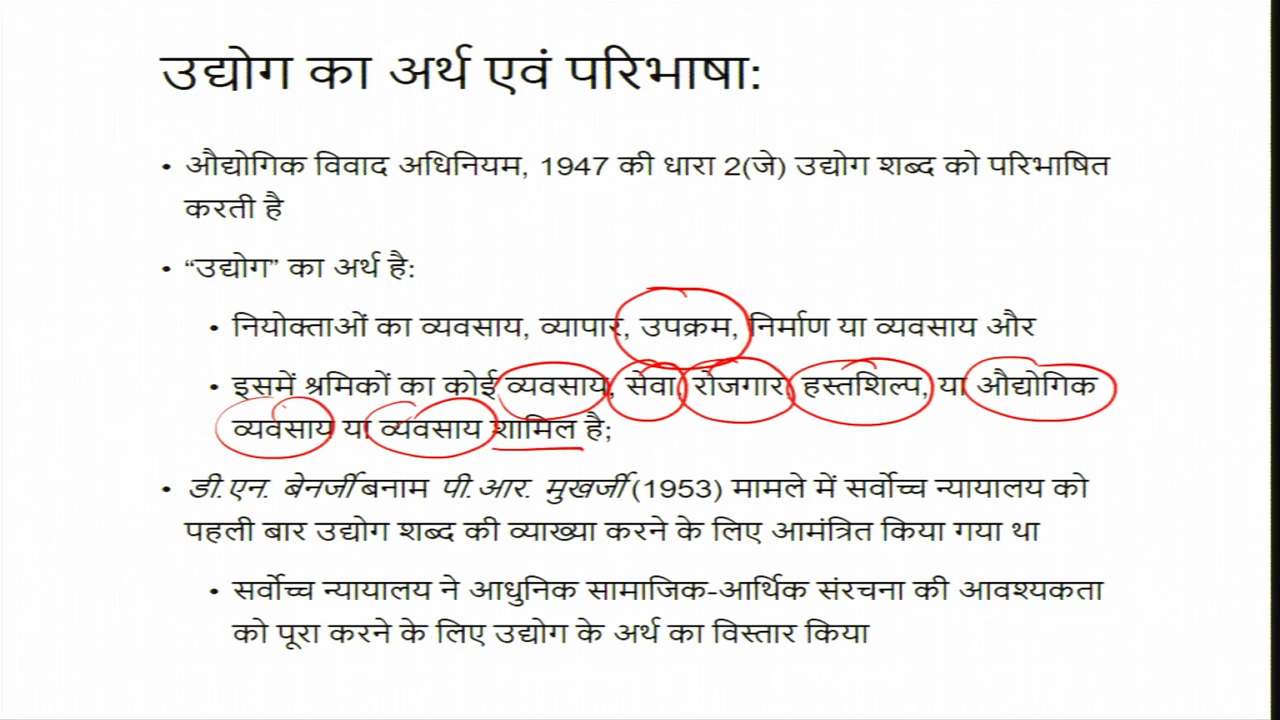 उद्योग का अर्थ एवं परिभाषा:
• औद्योगिक विवाद अधिनियम, 1947 की धारा 2(जे) उद्योग शब्द को परिभाषित
करती है
• “उद्योग” का अर्थ है:
• नियोक्ताओं का व्यवसाय, व्यापार, उपक्रम, निर्माण या व्यवसाय और
• इसमें श्रमिकों का कोई व्यवसाय, सेवा, रोजगार, हस्तशिल्प, या औद्योगिक
व्यवसाय या व्यवसाय शामिल है;
• डी.एन. बेनर्जी बनाम पी.आर. मुखर्जी (1953) मामले में सर्वोच्च न्यायालय को
पहली बार उद्योग शब्द की व्याख्या करने के लिए आमंत्रित किया गया था
• सर्वोच्च न्यायालय ने आधुनिक सामाजिक-आर्थिक संरचना की आवश्यकता
को पूरा करने के लिए उद्योग के अर्थ का विस्तार किया